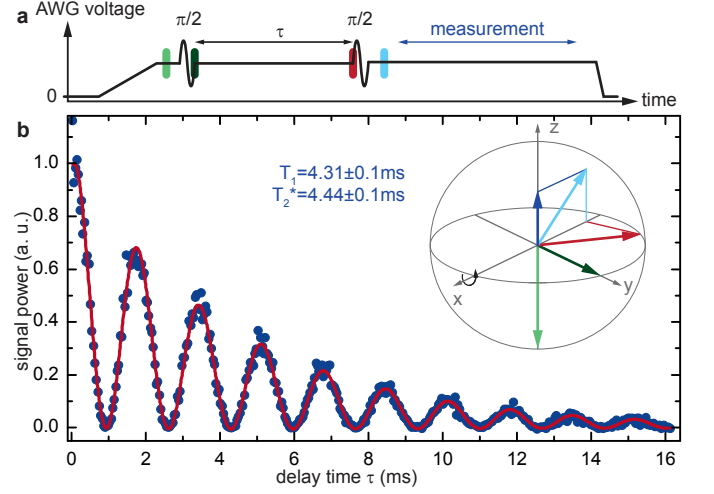 a AWG voltage
π/2 π/2
τ measurement
0
time
b
T₁=4.31±0.1ms
T₂*=4.44±0.1ms
z
y
x
signal power (a. u.)
1.0
0.8
0.6
0.4
0.2
0.0
0 2 4 6 8 10 12 14 16
delay time τ (ms)